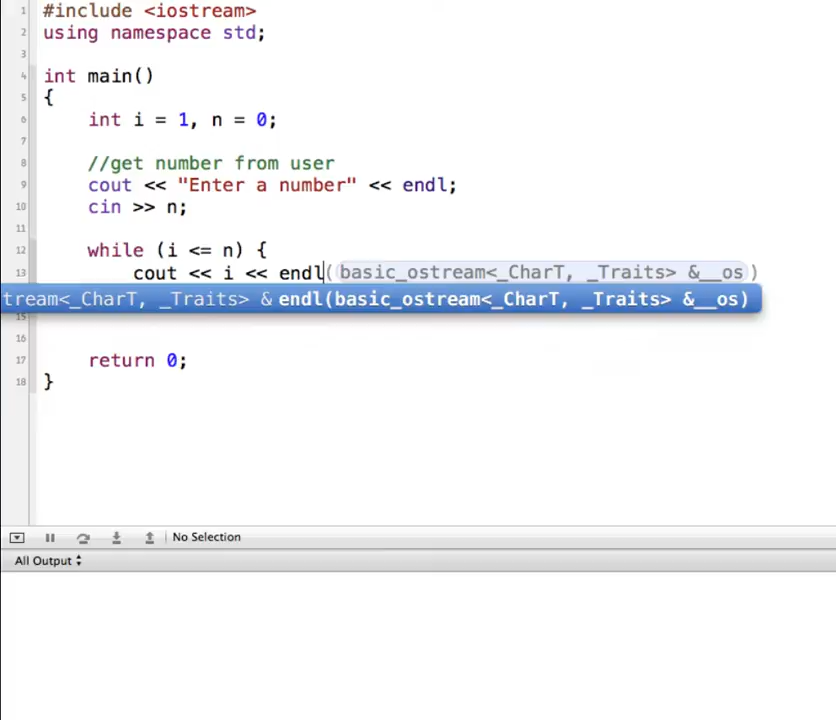 1 #include <iostream>
2 using namespace std;
3
4 int main()
5 {
6 int i = 1, n = 0;
7
8 //get number from user
9 cout << "Enter a number" << endl;
10 cin >> n;
11
12 while (i <= n) {
13 cout << i << endl(basic_ostream<_CharT, _Traits> &__os)
tream<_CharT, _Traits> & endl(basic_ostream<_CharT, _Traits> &__os)
15
16
17 return 0;
18 }
No Selection
All Output